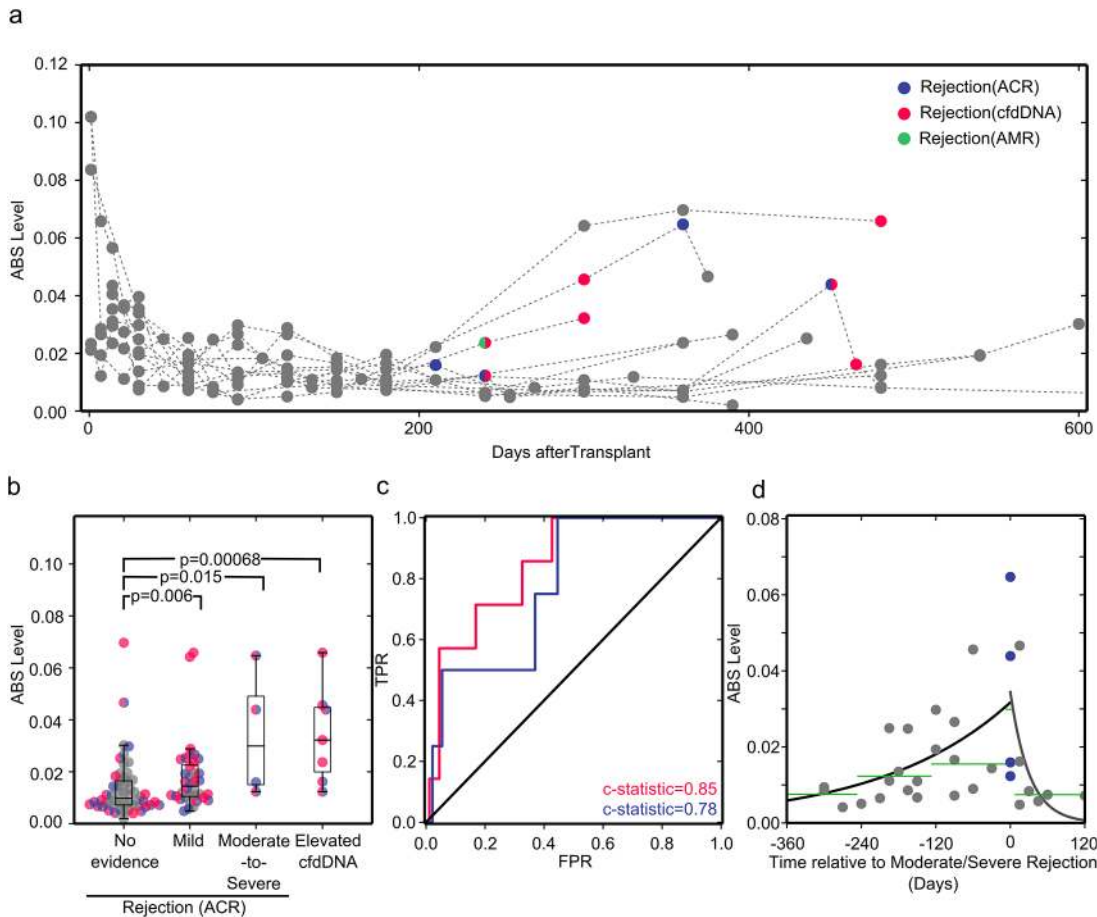 a
0.12
0.10
0.08
0.06
0.04
0.02
0.00
ABS Level
0
200
400
600
Days afterTransplant
Rejection(ACR)
Rejection(cfdDNA)
Rejection(AMR)
b
0.10
0.08
0.06
0.04
0.02
0.00
ABS Level
p=0.00068
p=0.015
p=0.006
No
evidence
Mild
Moderate
-to-
Severe
Elevated
cfdDNA
Rejection (ACR)
c
1.0
0.8
0.6
0.4
0.2
0.0
TPR
c-statistic=0.85
c-statistic=0.78
0.0
0.2
0.4
0.6
0.8
1.0
FPR
d
0.08
0.06
0.04
0.02
0.00
ABS Level
-360
-240
-120
0
120
Time relative to Moderate/Severe Rejection
(Days)